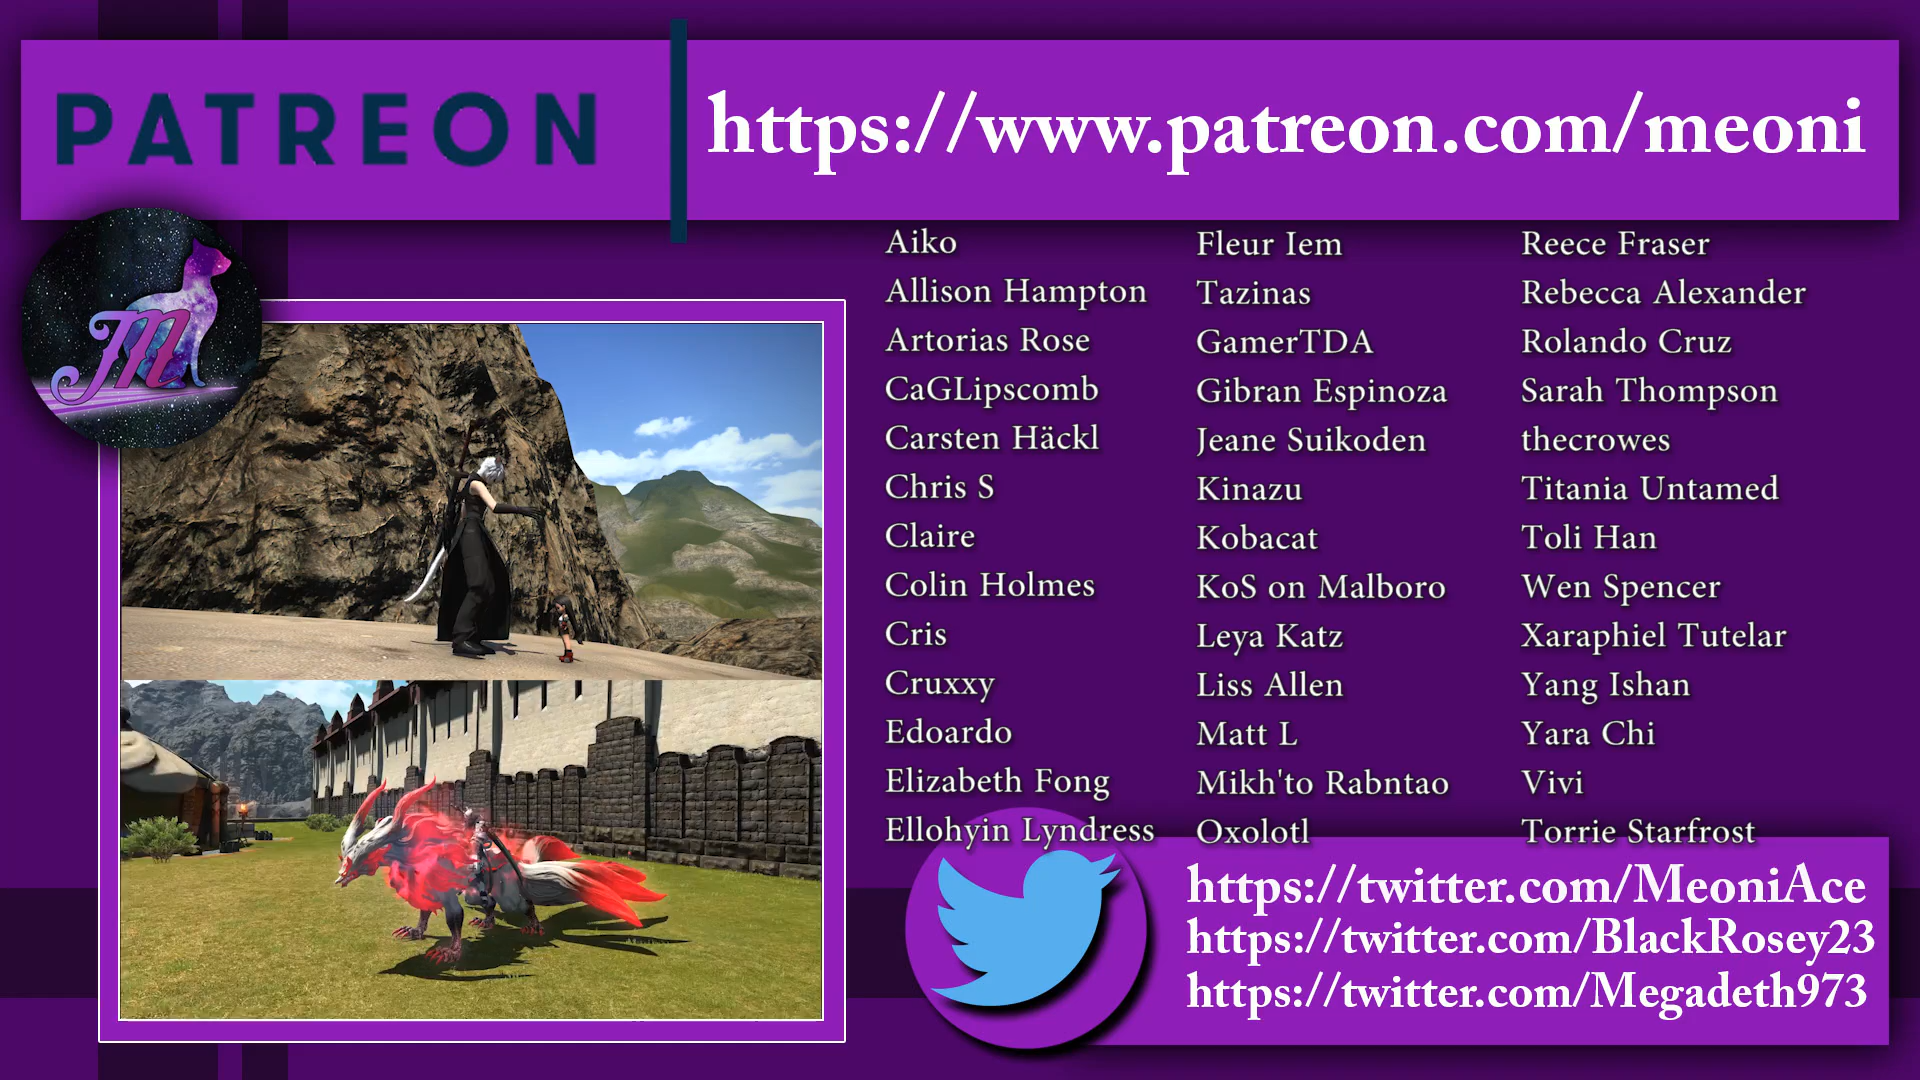 PATREON
https://www.patreon.com/meoni
M
Aiko
Allison Hampton
Artorias Rose
CaGLipscomb
Carsten Häckl
Chris S
Claire
Colin Holmes
Cris
Cruxxy
Edoardo
Elizabeth Fong
Ellohyin Lyndress
Fleur Iem
Tazinas
GamerTDA
Gibran Espinoza
Jeane Suikoden
Kinazu
Kobacat
KoS on Malboro
Leya Katz
Liss Allen
Matt L
Mikh'to Rabntao
Oxolotl
Reece Fraser
Rebecca Alexander
Rolando Cruz
Sarah Thompson
thecrowes
Titania Untamed
Toli Han
Wen Spencer
Xaraphiel Tutelar
Yang Ishan
Yara Chi
Vivi
Torrie Starfrost
https://twitter.com/MeoniAce
https://twitter.com/BlackRosey23
https://twitter.com/Megadeth973